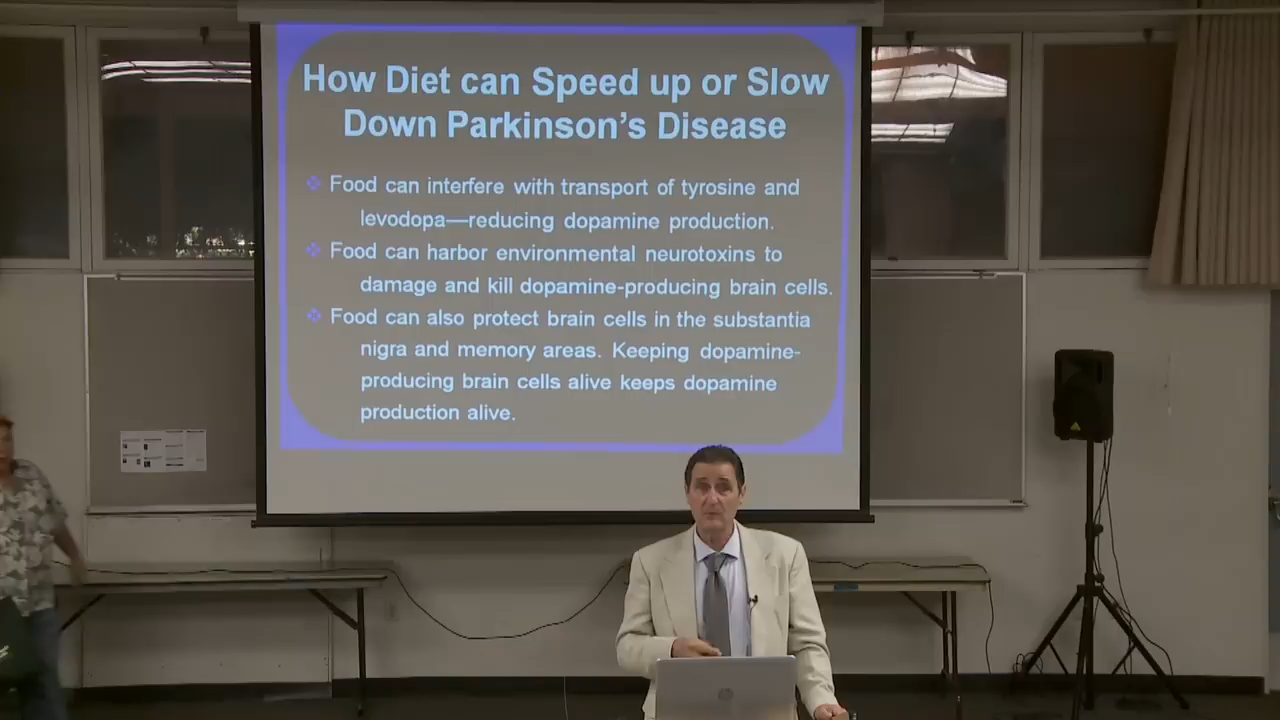 How Diet can Speed up or Slow
Down Parkinson's Disease
Food can interfere with transport of tyrosine and
levodopa—reducing dopamine production.
Food can harbor environmental neurotoxins to
damage and kill dopamine-producing brain cells.
Food can also protect brain cells in the substantia
nigra and memory areas. Keeping dopamine-
producing brain cells alive keeps dopamine
production alive.
hp